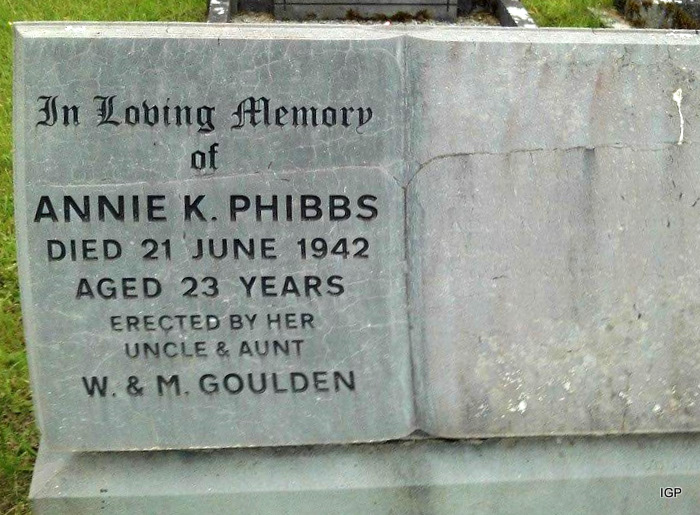 In Loving Memory
of
ANNIE K. PHIBBS
DIED 21 JUNE 1942
AGED 23 YEARS
ERECTED BY HER
UNCLE & AUNT
W. & M. GOULDEN
IGP